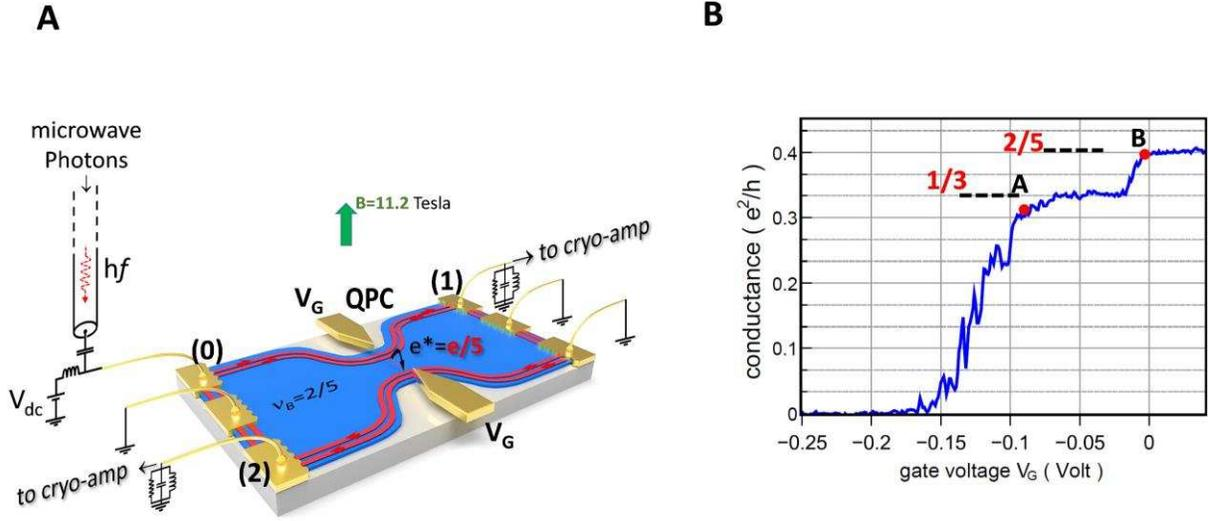 A
microwave
Photons
hf
V_dc
B=11.2 Tesla
to cryo-amp
(1)
V_G QPC
(0)
e*=e/5
ν_B=2/5
V_G
(2)
to cryo-amp
B
conductance ( e²/h )
0.4
0.3
0.2
0.1
0
2/5
B
1/3
A
−0.25 −0.2 −0.15 −0.1 −0.05 0
gate voltage V_G ( Volt )